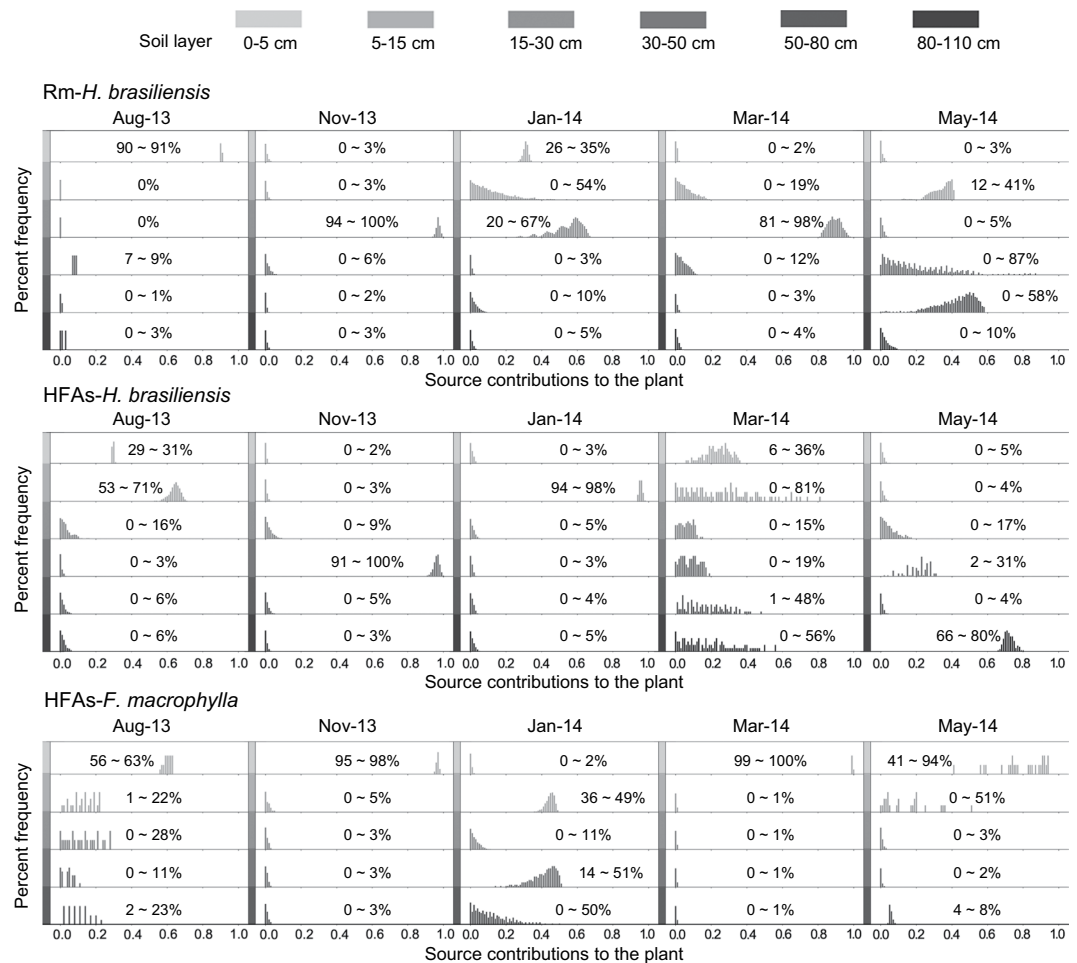 Soil layer 0-5 cm 5-15 cm 15-30 cm 30-50 cm 50-80 cm 80-110 cm
Rm-H. brasiliensis
Aug-13 Nov-13 Jan-14 Mar-14 May-14
Percent frequency
90 ~ 91% 0 ~ 3% 26 ~ 35% 0 ~ 2% 0 ~ 3%
0% 0 ~ 3% 0 ~ 54% 0 ~ 19% 12 ~ 41%
0% 94 ~ 100% 20 ~ 67% 81 ~ 98% 0 ~ 5%
7 ~ 9% 0 ~ 6% 0 ~ 3% 0 ~ 12% 0 ~ 87%
0 ~ 1% 0 ~ 2% 0 ~ 10% 0 ~ 3% 0 ~ 58%
0 ~ 3% 0 ~ 3% 0 ~ 5% 0 ~ 4% 0 ~ 10%
0.0 0.2 0.4 0.6 0.8 1.0 0.0 0.2 0.4 0.6 0.8 1.0 0.0 0.2 0.4 0.6 0.8 1.0 0.0 0.2 0.4 0.6 0.8 1.0 0.0 0.2 0.4 0.6 0.8 1.0
Source contributions to the plant
HFAs-H. brasiliensis
Aug-13 Nov-13 Jan-14 Mar-14 May-14
Percent frequency
29 ~ 31% 0 ~ 2% 0 ~ 3% 6 ~ 36% 0 ~ 5%
53 ~ 71% 0 ~ 3% 94 ~ 98% 0 ~ 81% 0 ~ 4%
0 ~ 16% 0 ~ 9% 0 ~ 5% 0 ~ 15% 0 ~ 17%
0 ~ 3% 91 ~ 100% 0 ~ 3% 0 ~ 19% 2 ~ 31%
0 ~ 6% 0 ~ 5% 0 ~ 4% 1 ~ 48% 0 ~ 4%
0 ~ 6% 0 ~ 3% 0 ~ 5% 0 ~ 56% 66 ~ 80%
0.0 0.2 0.4 0.6 0.8 1.0 0.0 0.2 0.4 0.6 0.8 1.0 0.0 0.2 0.4 0.6 0.8 1.0 0.0 0.2 0.4 0.6 0.8 1.0 0.0 0.2 0.4 0.6 0.8 1.0
Source contributions to the plant
HFAs-F. macrophylla
Aug-13 Nov-13 Jan-14 Mar-14 May-14
Percent frequency
56 ~ 63% 95 ~ 98% 0 ~ 2% 99 ~ 100% 41 ~ 94%
1 ~ 22% 0 ~ 5% 36 ~ 49% 0 ~ 1% 0 ~ 51%
0 ~ 28% 0 ~ 3% 0 ~ 11% 0 ~ 1% 0 ~ 3%
0 ~ 11% 0 ~ 3% 14 ~ 51% 0 ~ 1% 0 ~ 2%
2 ~ 23% 0 ~ 3% 0 ~ 50% 0 ~ 1% 4 ~ 8%
0.0 0.2 0.4 0.6 0.8 1.0 0.0 0.2 0.4 0.6 0.8 1.0 0.0 0.2 0.4 0.6 0.8 1.0 0.0 0.2 0.4 0.6 0.8 1.0 0.0 0.2 0.4 0.6 0.8 1.0
Source contributions to the plant